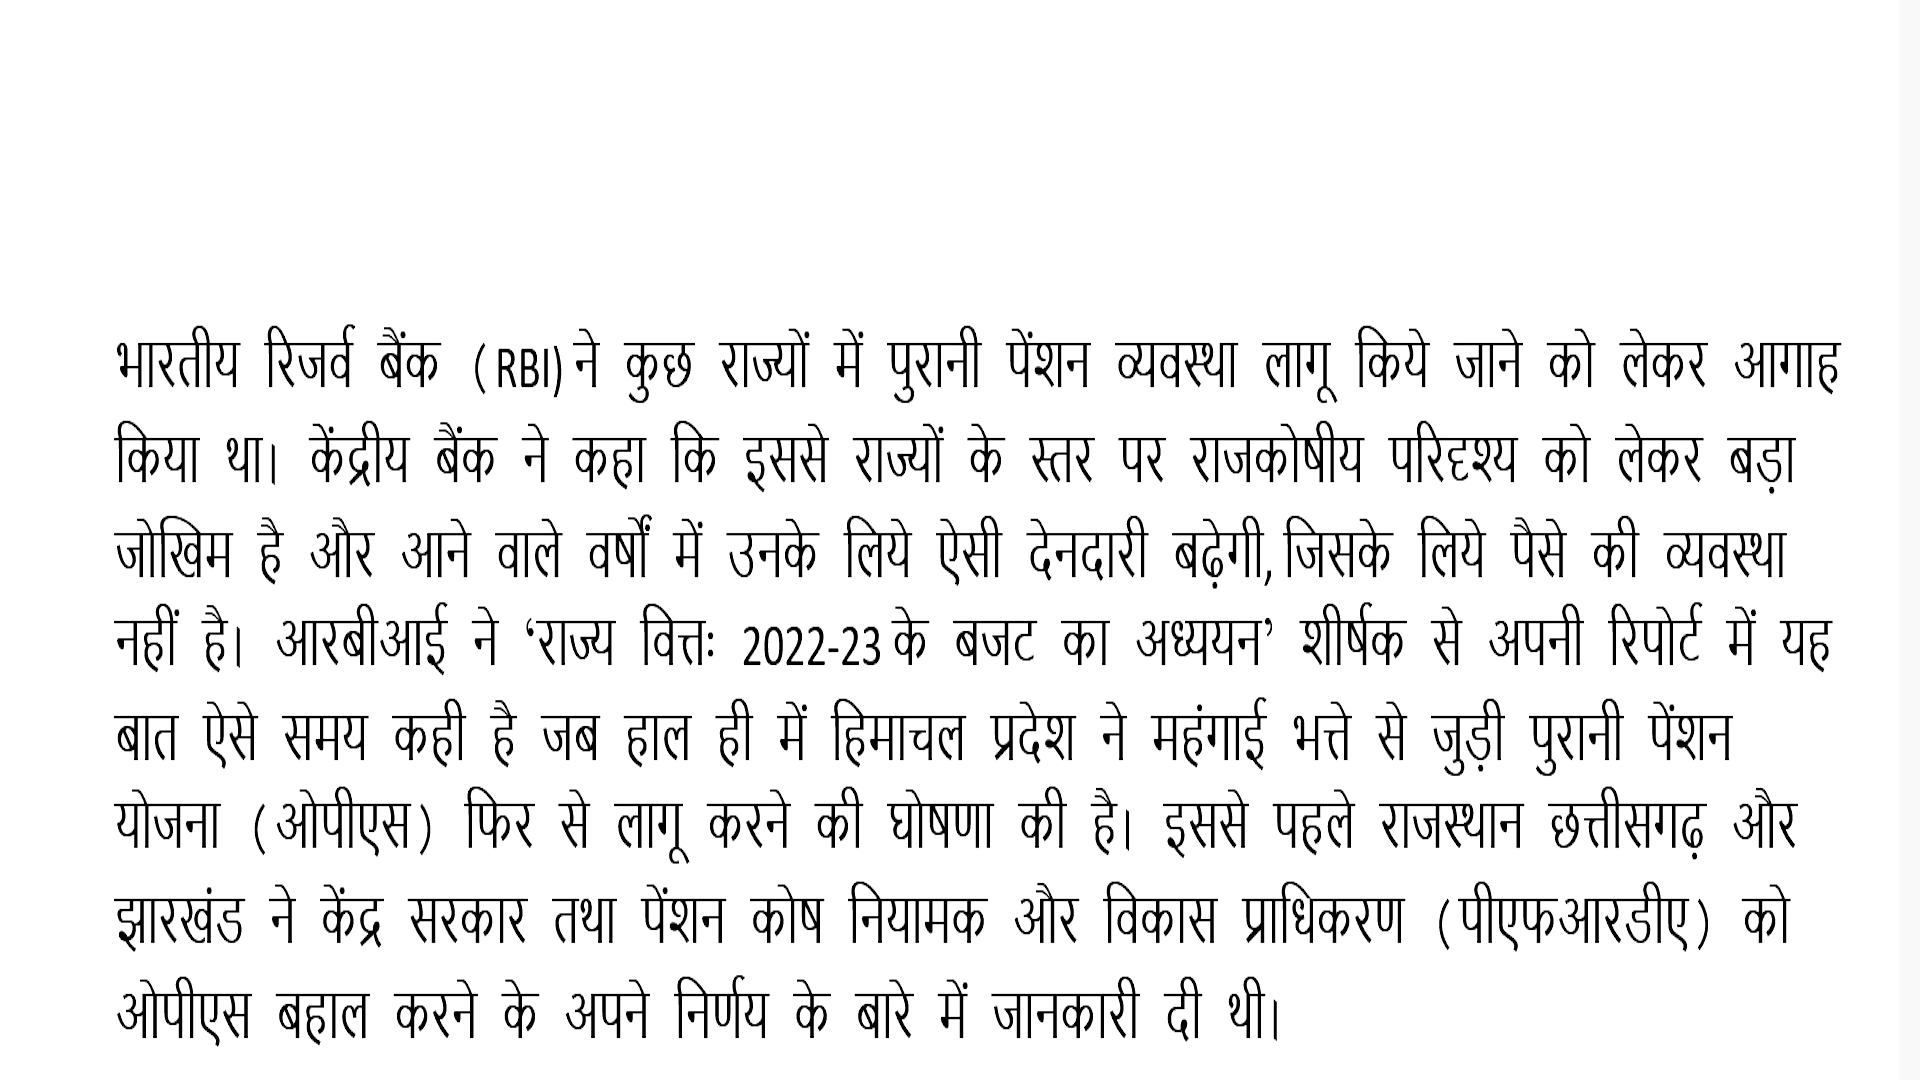 भारतीय रिजर्व बैंक (RBI) ने कुछ राज्यों में पुरानी पेंशन व्यवस्था लागू किये जाने को लेकर आगाह
किया था। केंद्रीय बैंक ने कहा कि इससे राज्यों के स्तर पर राजकोषीय परिदृश्य को लेकर बड़ा
जोखिम है और आने वाले वर्षों में उनके लिये ऐसी देनदारी बढ़ेगी, जिसके लिये पैसे की व्यवस्था
नहीं है। आरबीआई ने ‘राज्य वित्तः 2022-23 के बजट का अध्ययन’ शीर्षक से अपनी रिपोर्ट में यह
बात ऐसे समय कही है जब हाल ही में हिमाचल प्रदेश ने महंगाई भत्ते से जुड़ी पुरानी पेंशन
योजना (ओपीएस) फिर से लागू करने की घोषणा की है। इससे पहले राजस्थान छत्तीसगढ़ और
झारखंड ने केंद्र सरकार तथा पेंशन कोष नियामक और विकास प्राधिकरण (पीएफआरडीए) को
ओपीएस बहाल करने के अपने निर्णय के बारे में जानकारी दी थी।